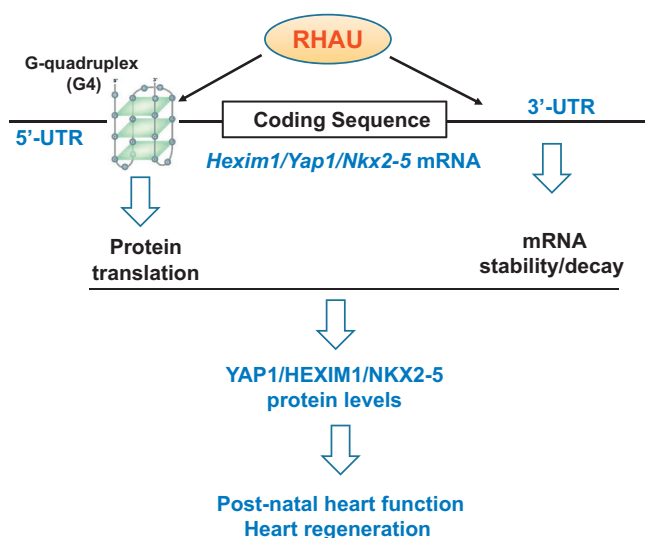 RHAU
G-quadruplex
(G4)
5'-UTR
Coding Sequence
3'-UTR
Hexim1/Yap1/Nkx2-5 mRNA
Protein
translation
mRNA
stability/decay
YAP1/HEXIM1/NKX2-5
protein levels
Post-natal heart function
Heart regeneration